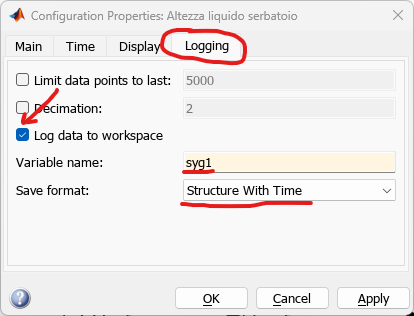 Configuration Properties: Altezza liquido serbatoio
Main Time Display Logging
Limit data points to last: 5000
Decimation: 2
Log data to workspace
Variable name: syg1
Save format: Structure With Time
OK Cancel Apply